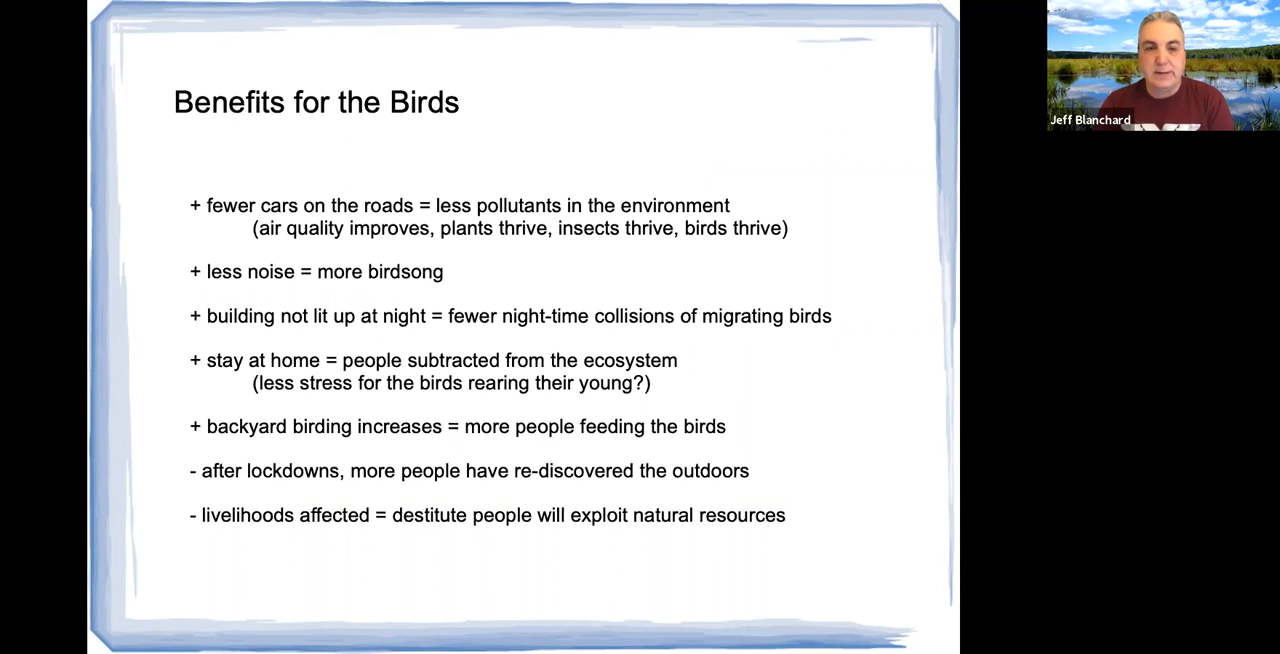 Benefits for the Birds
+ fewer cars on the roads = less pollutants in the environment
(air quality improves, plants thrive, insects thrive, birds thrive)
+ less noise = more birdsong
+ building not lit up at night = fewer night-time collisions of migrating birds
+ stay at home = people subtracted from the ecosystem
(less stress for the birds rearing their young?)
+ backyard birding increases = more people feeding the birds
- after lockdowns, more people have re-discovered the outdoors
- livelihoods affected = destitute people will exploit natural resources
Jeff Blanchard